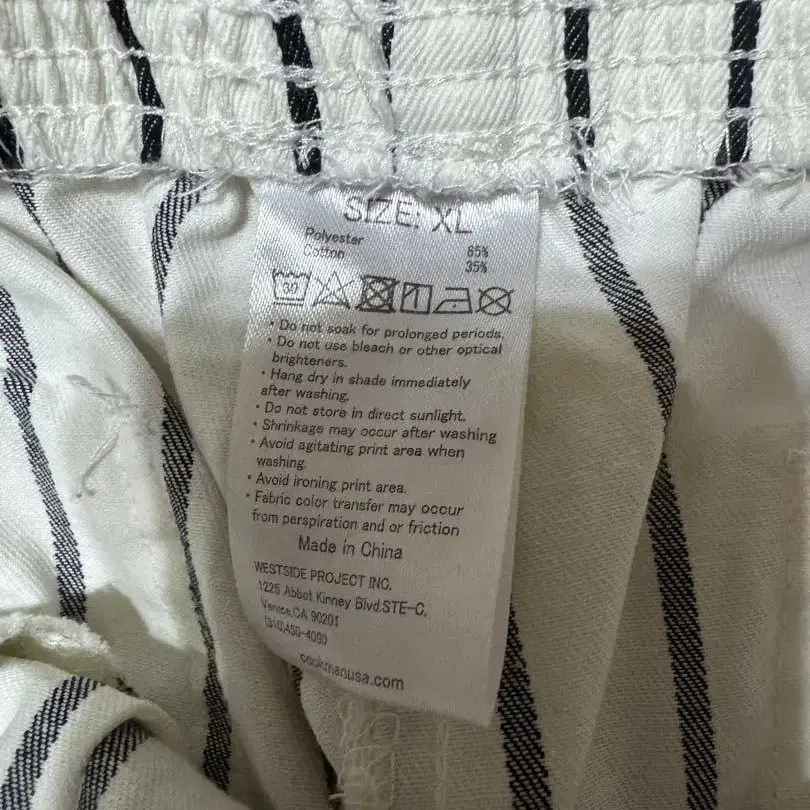 SIZE: XL
Polyester 65%
Cotton 35%
30
• Do not soak for prolonged periods.
• Do not use bleach or other optical
brighteners.
• Hang dry in shade immediately
after washing.
• Do not store in direct sunlight.
• Shrinkage may occur after washing
• Avoid agitating print area when
washing.
• Avoid ironing print area.
• Fabric color transfer may occur
from perspiration and or friction
Made in China
WESTSIDE PROJECT INC.
1225 Abbot Kinney Blvd.STE-C.
Venice,CA 90201
(310)450-4090
cookmanusa.com